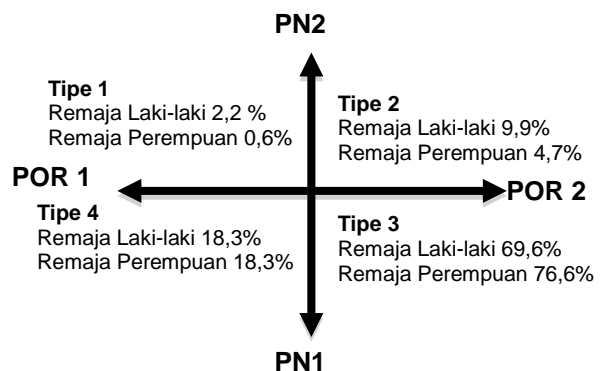 PN2
Tipe 1
Remaja Laki-laki 2,2 %
Remaja Perempuan 0,6%
Tipe 2
Remaja Laki-laki 9,9%
Remaja Perempuan 4,7%
POR 1
POR 2
Tipe 4
Remaja Laki-laki 18,3%
Remaja Perempuan 18,3%
Tipe 3
Remaja Laki-laki 69,6%
Remaja Perempuan 76,6%
PN1